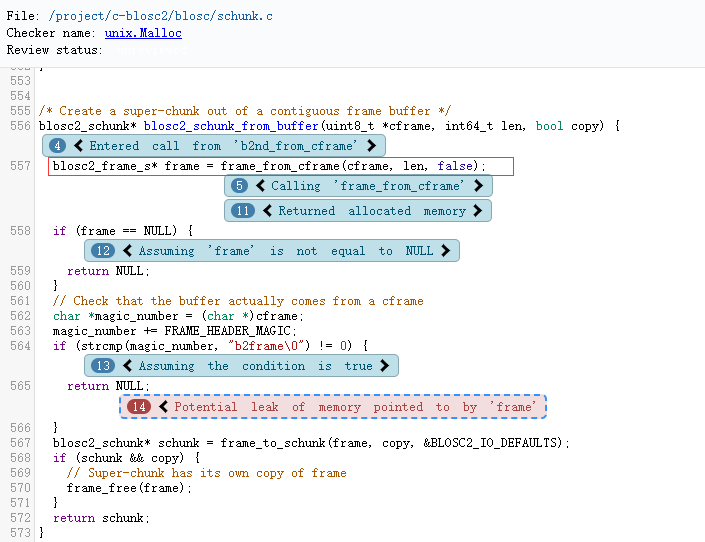 File: /project/c-blosc2/blosc/schunk.c
Checker name: unix.Malloc
Review status:
553
554
555 /* Create a super-chunk out of a contiguous frame buffer */
556 blosc2_schunk* blosc2_schunk_from_buffer(uint8_t *cframe, int64_t len, bool copy) {
4 Entered call from 'b2nd_from_cframe'
557 blosc2_frame_s* frame = frame_from_cframe(cframe, len, false);
5 Calling 'frame_from_cframe'
11 Returned allocated memory
558 if (frame == NULL) {
12 Assuming 'frame' is not equal to NULL
559 return NULL;
560 }
561 // Check that the buffer actually comes from a cframe
562 char *magic_number = (char *)cframe;
563 magic_number += FRAME_HEADER_MAGIC;
564 if (strcmp(magic_number, "b2frame\0") != 0) {
13 Assuming the condition is true
565 return NULL;
14 Potential leak of memory pointed to by 'frame'
566 }
567 blosc2_schunk* schunk = frame_to_schunk(frame, copy, &BLOSC2_IO_DEFAULTS);
568 if (schunk && copy) {
569 // Super-chunk has its own copy of frame
570 frame_free(frame);
571 }
572 return schunk;
573 }